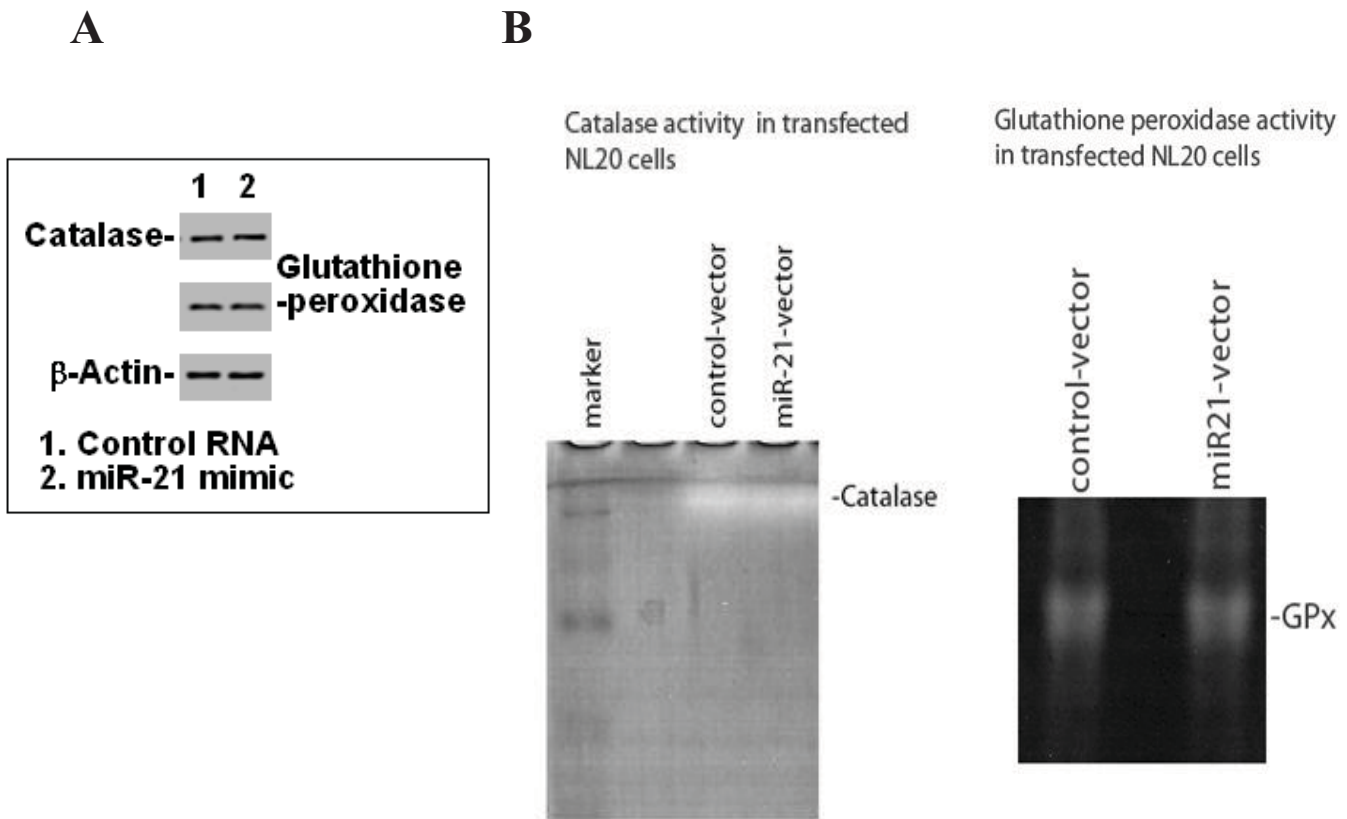 A
B
1 2
Catalase-
Glutathione
-peroxidase
β-Actin-
1. Control RNA
2. miR-21 mimic
Catalase activity in transfected
NL20 cells
marker
control-vector
miR-21-vector
-Catalase
Glutathione peroxidase activity
in transfected NL20 cells
control-vector
miR21-vector
-GPx